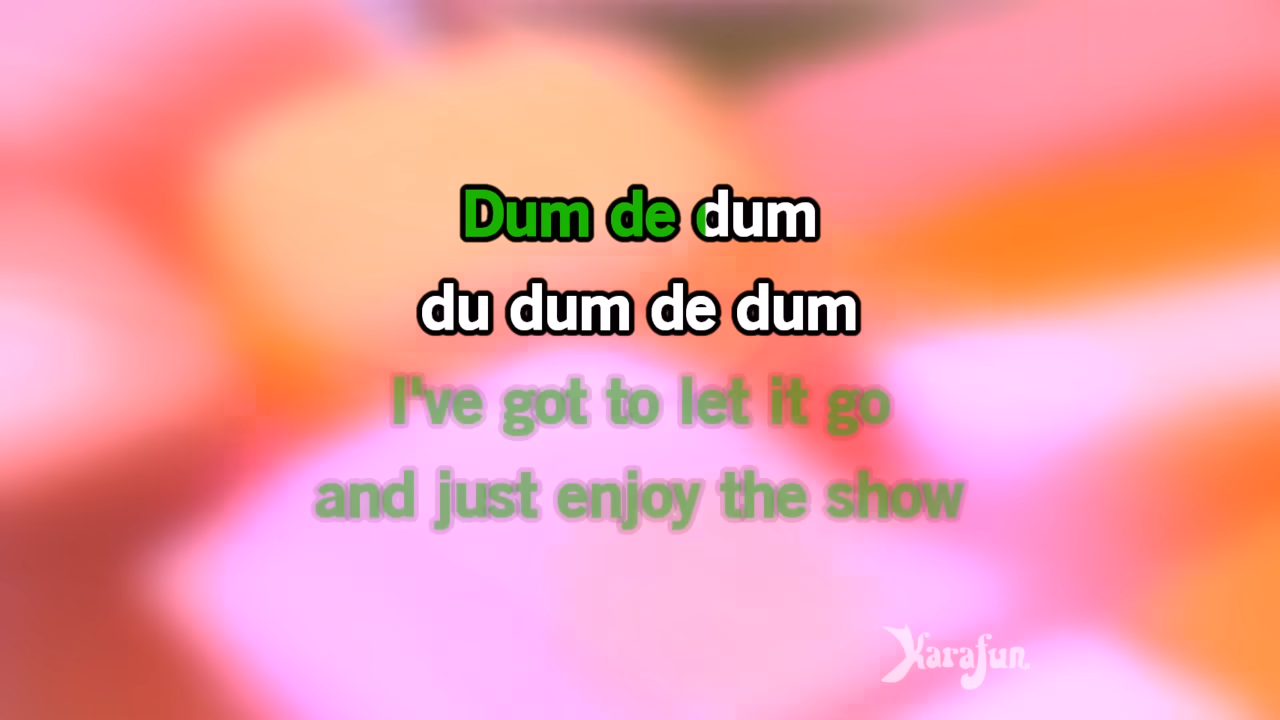 Dum de dum
du dum de dum
I've got to let it go
and just enjoy the show
Karafun